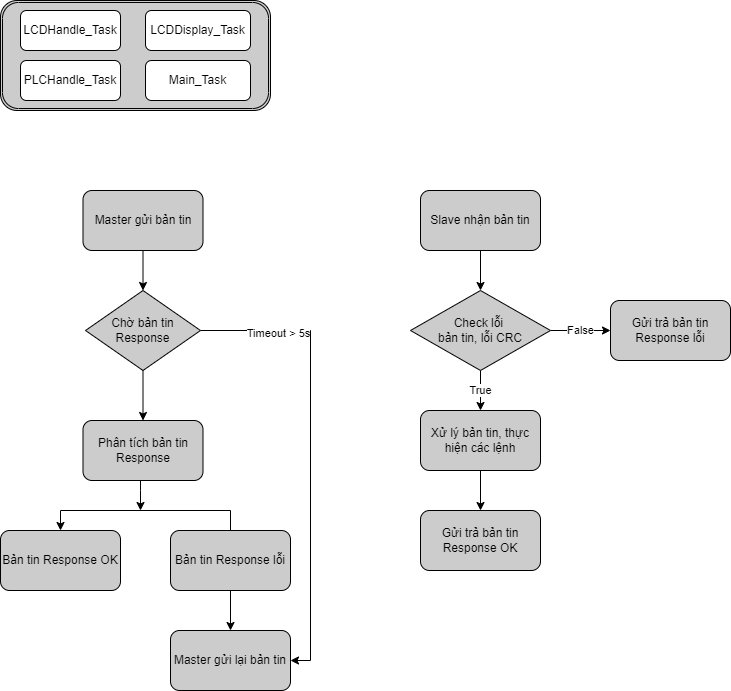 LCDHandle_Task
LCDDisplay_Task
PLCHandle_Task
Main_Task
Master gửi bản tin
Chờ bản tin
Response
Timeout > 5s
Phân tích bản tin
Response
Bản tin Response OK
Bản tin Response lỗi
Master gửi lại bản tin
Slave nhận bản tin
Check lỗi
bản tin, lỗi CRC
False
Gửi trả bản tin
Response lỗi
True
Xử lý bản tin, thực
hiện các lệnh
Gửi trả bản tin
Response OK